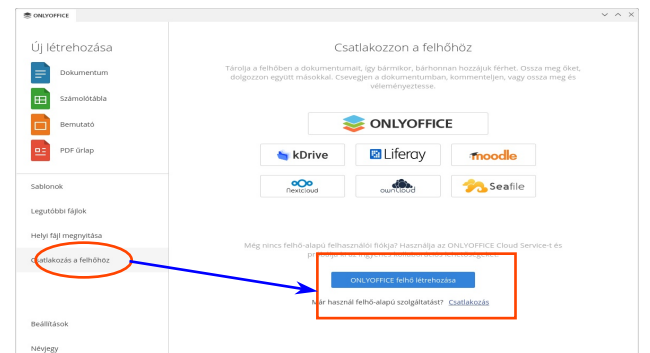 ONLYOFFICE
Új létrehozása
Dokumentum
Számolótábla
Bemutató
PDF űrlap
Sablonok
Legutóbbi fájlok
Helyi fájl megnyitása
Csatlakozás a felhőhöz
Beállítások
Névjegy
Csatlakozzon a felhőhöz
Tárolja a felhőben a dokumentumait, így bármikor, bárhonnan hozzájuk férhet. Ossza meg őket,
dolgozzon együtt másokkal. Csevegjen a dokumentumban, kommenteljen, vagy ossza meg és
véleményeztesse.
ONLYOFFICE
kDrive
Liferay
moodle
Nextcloud
ownCloud
Seafile
Még nincs felhő-alapú felhasználói fiókja? Használja az ONLYOFFICE Cloud Service-t és
ONLYOFFICE felhő létrehozása
Már használ felhő-alapú szolgáltatást? Csatlakozás